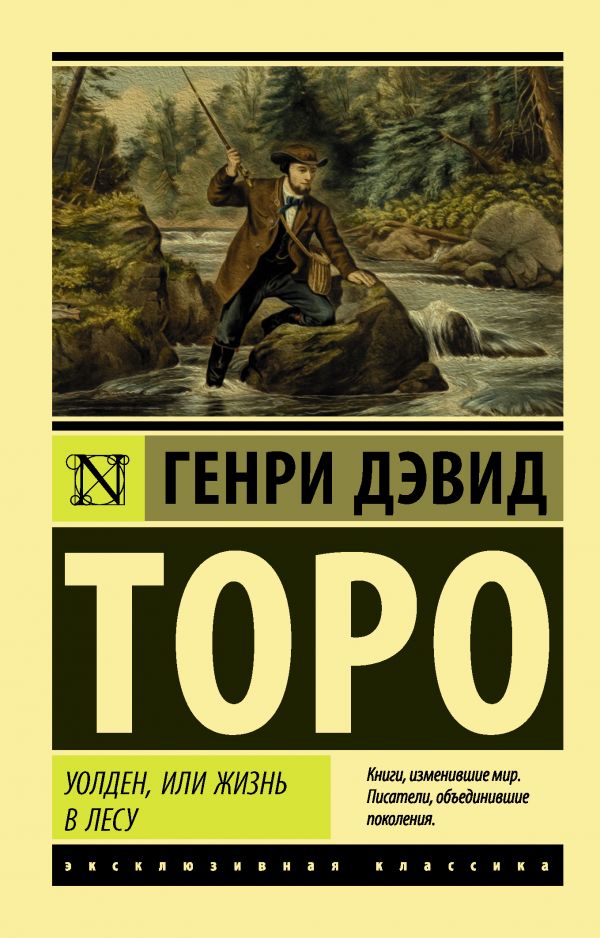 N
ГЕНРИ ДЭВИД
ТОРО
УОЛДЕН, ИЛИ ЖИЗНЬ
В ЛЕСУ
Книги, изменившие мир.
Писатели, объединившие
поколения.
эксклюзивная классика